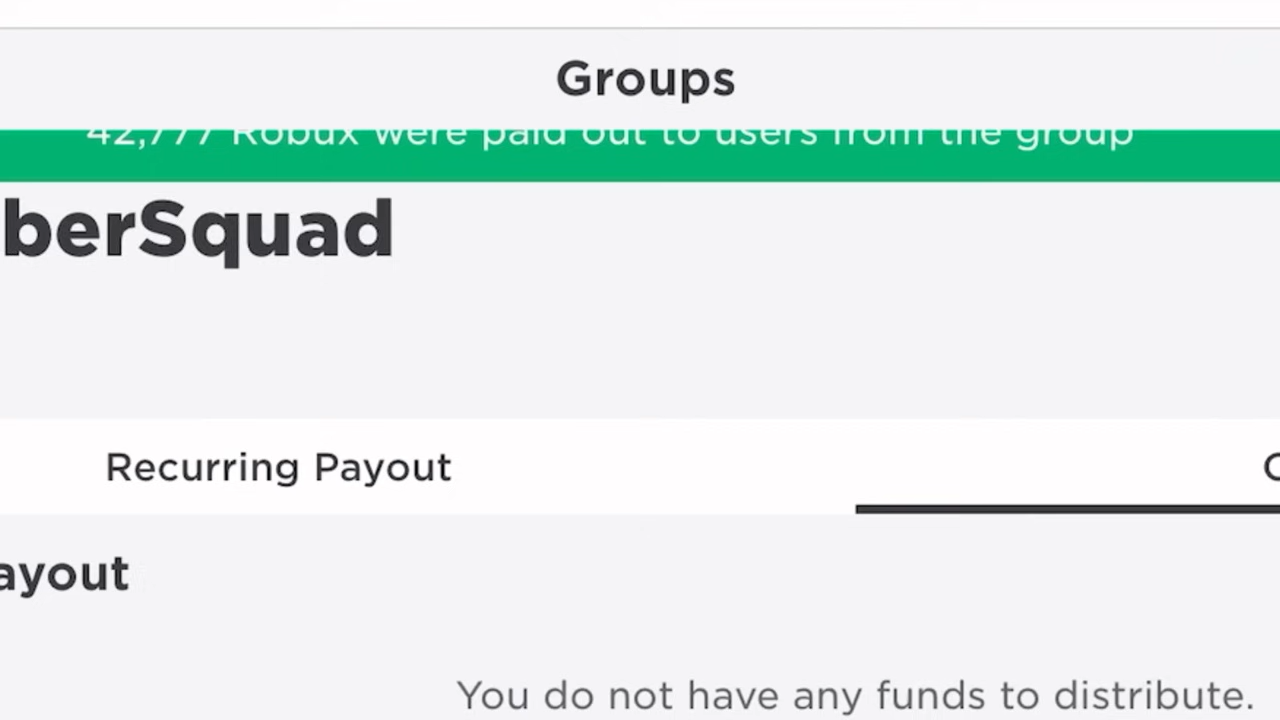 Groups
42,777 Robux were paid out to users from the group
berSquad
Recurring Payout
ayout
You do not have any funds to distribute.